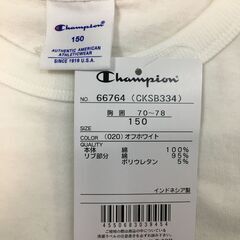 Champion
150
AUTHENTIC AMERICAN
ATHLETICWEAR
SINCE 1919 U.S.A.
Champion
NO 66764 (CKSB334)
胸囲 70~78
SIZE
150
COLOR (020) オフホワイト
QUALITY
本体 綿 100%
リブ部分 綿 95%
ポリウレタン 5%
インドネシア製
4550683039454